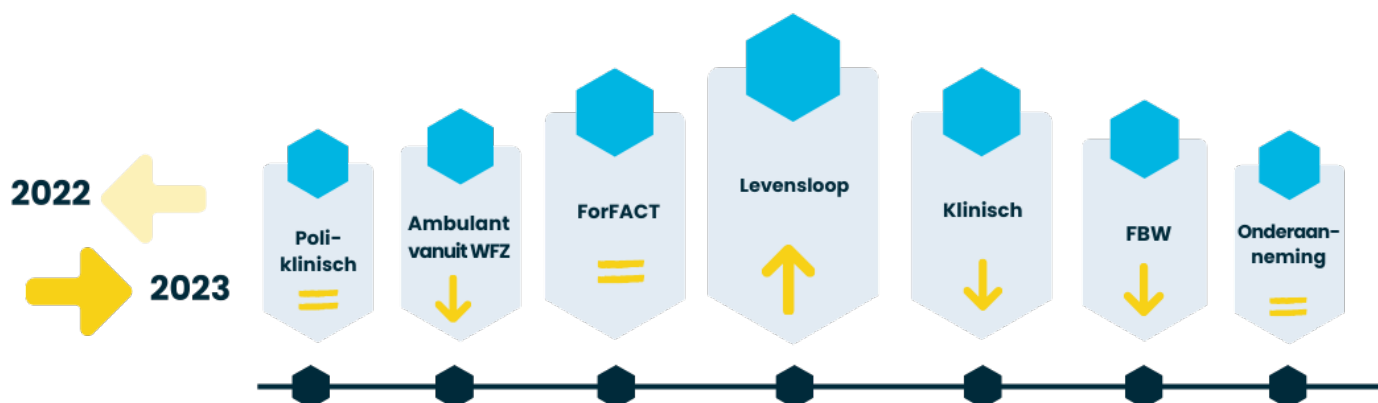 2022
2023
Poli-
klinisch
Ambulant
vanuit WFZ
ForFACT
Levensloop
Klinisch
FBW
Onderaan-
neming